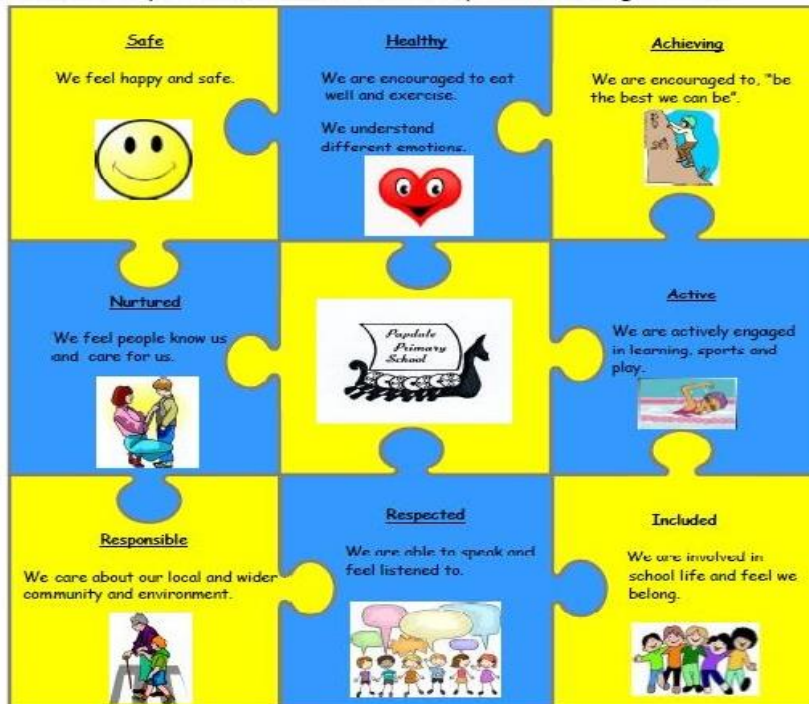 Safe
We feel happy and safe.
Healthy
We are encouraged to eat
well and exercise.
We understand
different emotions.
Achieving
We are encouraged to, "be
the best we can be".
Nurtured
We feel people know us
and care for us.
Papdale
Primary
School
Active
We are actively engaged
in learning, sports and
play.
Responsible
We care about our local and wider
community and environment.
Respected
We are able to speak and
feel listened to.
Included
We are involved in
school life and feel we
belong.